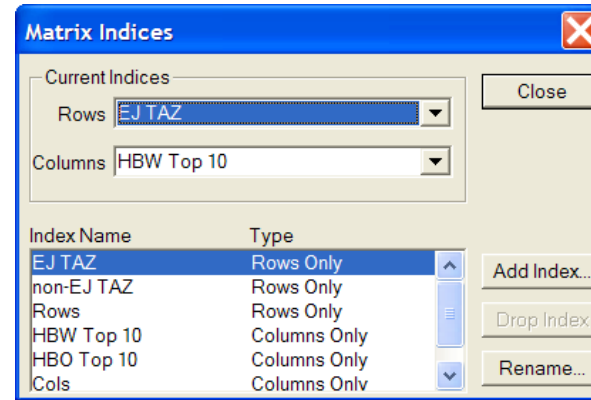 Matrix Indices
Current Indices
Close
Rows EJ TAZ
Columns HBW Top 10
Index Name Type
EJ TAZ Rows Only
non-EJ TAZ Rows Only
Add Index...
Rows Rows Only
Drop Index
HBW Top 10 Columns Only
HBO Top 10 Columns Only
Rename...
Cols Columns Only